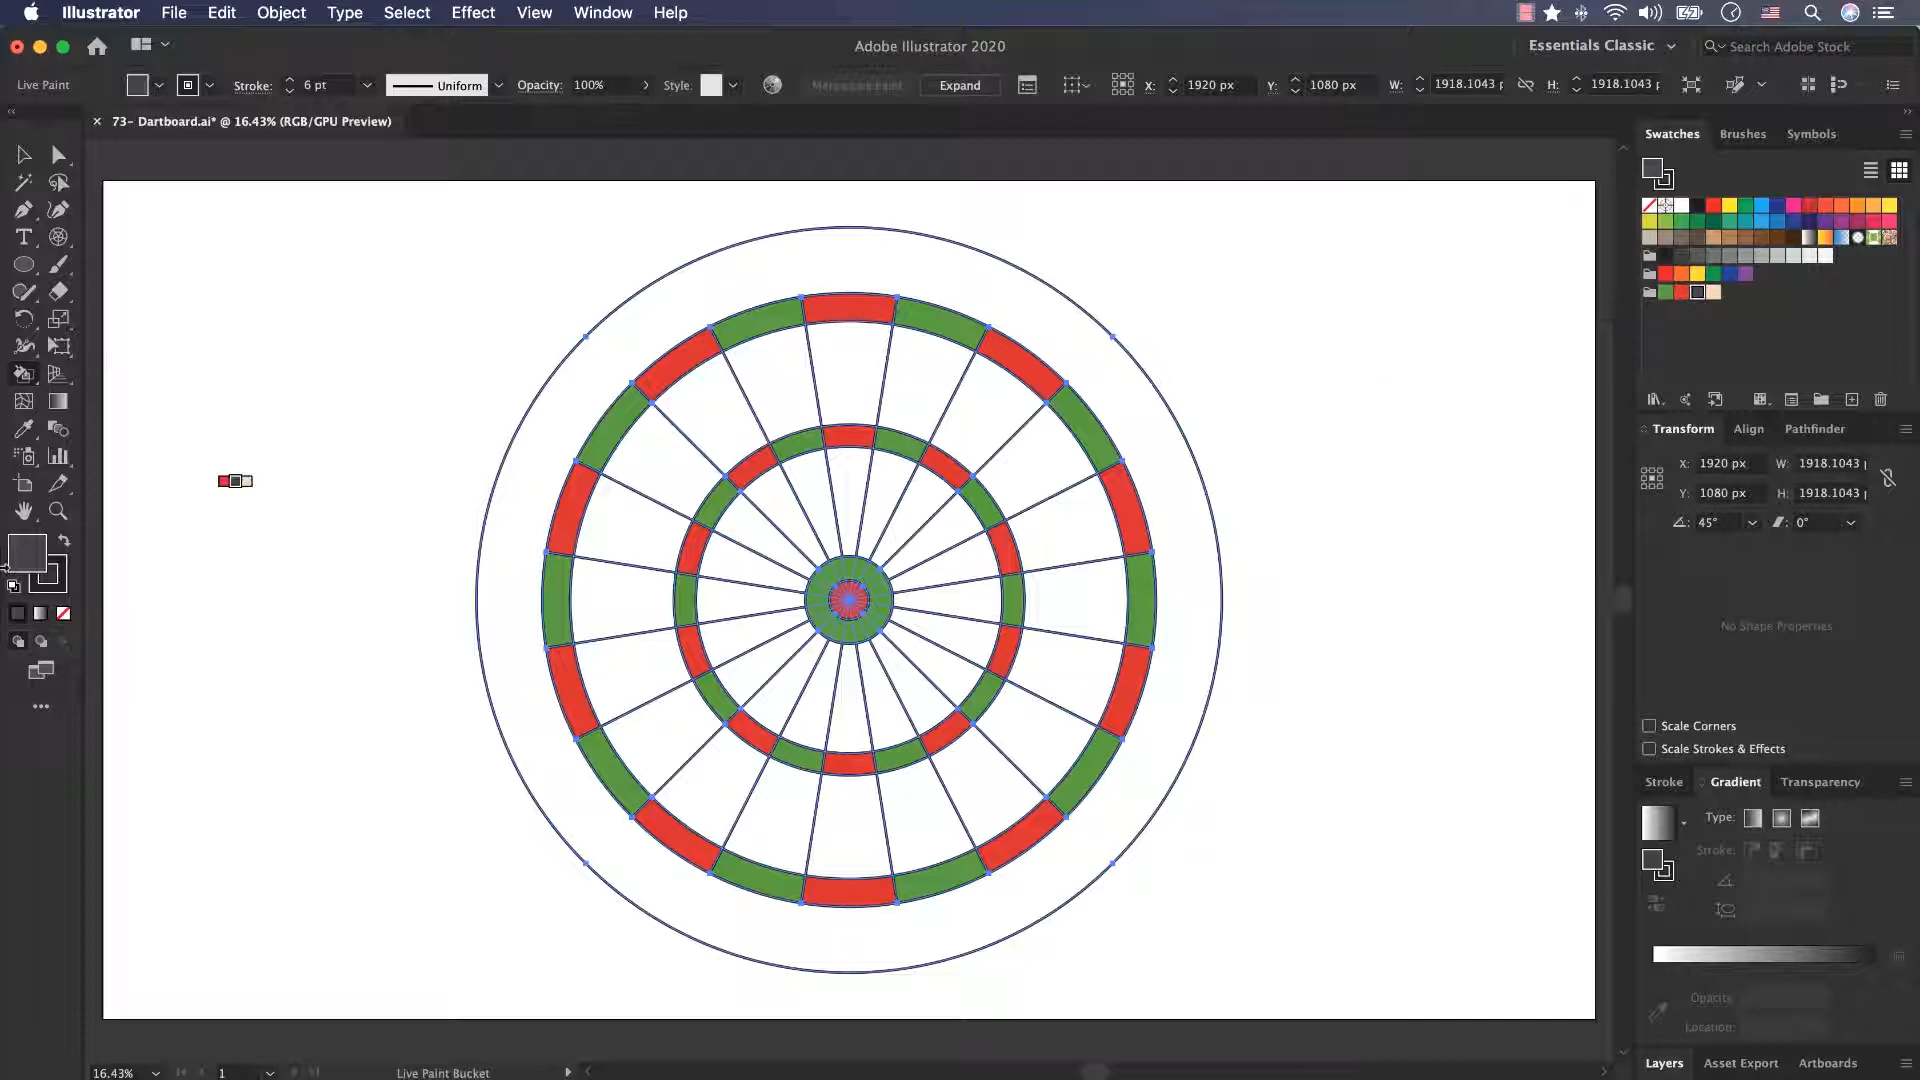 Illustrator File Edit Object Type Select Effect View Window Help
Adobe Illustrator 2020
Essentials Classic
Search Adobe Stock
Live Paint Stroke: 6 pt Uniform Opacity: 100% Style: Merge Live Paint Expand X: 1920 px Y: 1080 px W: 1918.1043 H: 1918.1043
× 73- Dartboard.ai* @ 16.43% (RGB/GPU Preview)
Swatches Brushes Symbols
Transform Align Pathfinder
X: 1920 px W: 1918.1043
Y: 1080 px H: 1918.1043
45° 0°
No Shape Properties
Scale Corners
Scale Strokes & Effects
Stroke Gradient Transparency
Type:
Stroke:
Opacity
Location:
16.43% 1 Live Paint Bucket
Layers Asset Export Artboards